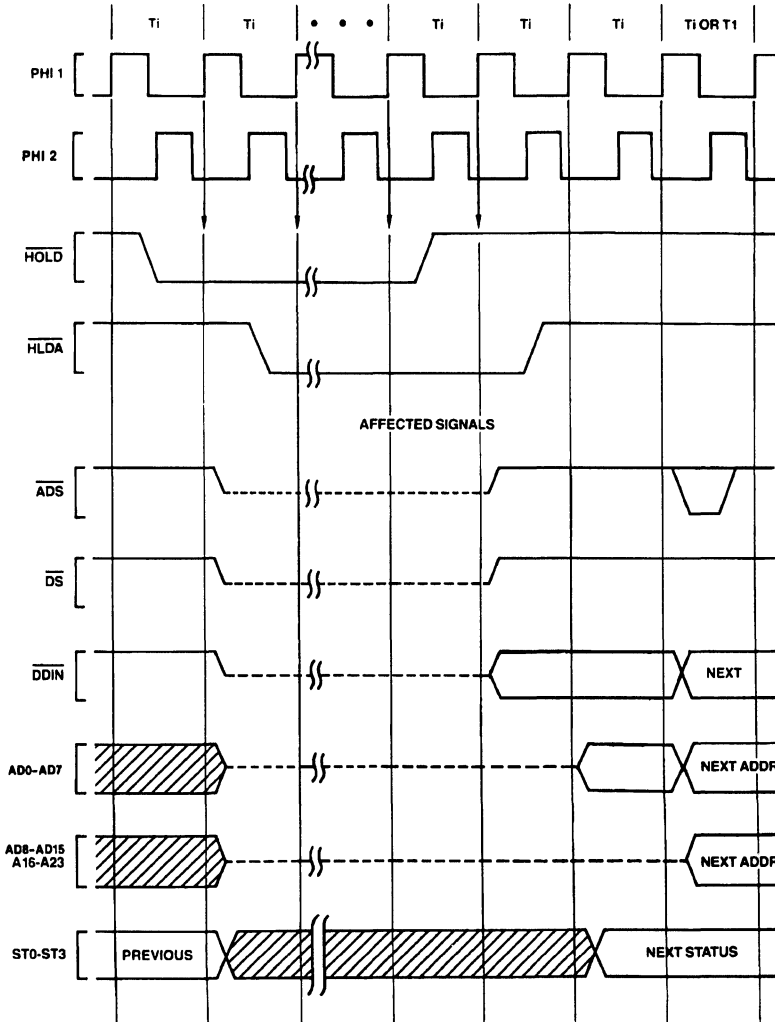 Ti Ti • • • Ti Ti Ti Ti OR T1
PHI 1
PHI 2
HOLD
HLDA
AFFECTED SIGNALS
ADS
DS
DDIN
NEXT
AD0–AD7
NEXT ADDR
AD8–AD15
A16-A23
NEXT ADDR
ST0-ST3
PREVIOUS
NEXT STATUS